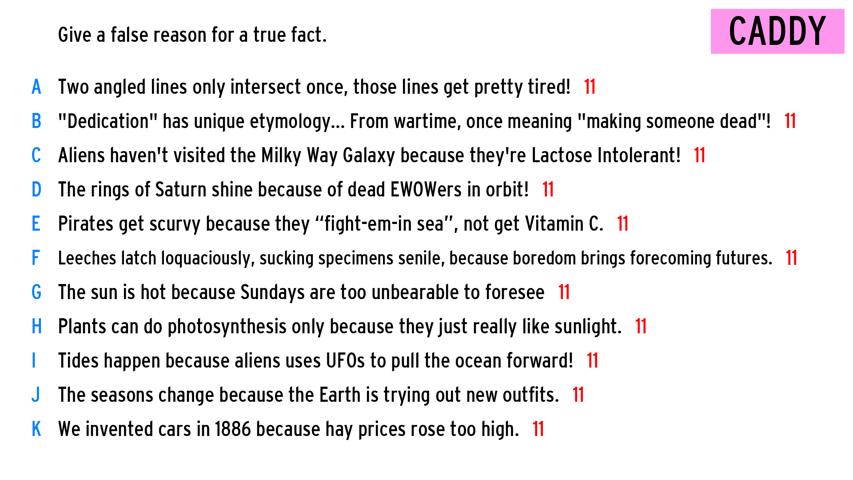 Give a false reason for a true fact.
CADDY
A Two angled lines only intersect once, those lines get pretty tired! 11
B "Dedication" has unique etymology... From wartime, once meaning "making someone dead"! 11
C Aliens haven't visited the Milky Way Galaxy because they're Lactose Intolerant! 11
D The rings of Saturn shine because of dead EWOWers in orbit! 11
E Pirates get scurvy because they “fight-em-in sea”, not get Vitamin C. 11
F Leeches latch loquaciously, sucking specimens senile, because boredom brings forecoming futures. 11
G The sun is hot because Sundays are too unbearable to foresee 11
H Plants can do photosynthesis only because they just really like sunlight. 11
I Tides happen because aliens uses UFOs to pull the ocean forward! 11
J The seasons change because the Earth is trying out new outfits. 11
K We invented cars in 1886 because hay prices rose too high. 11